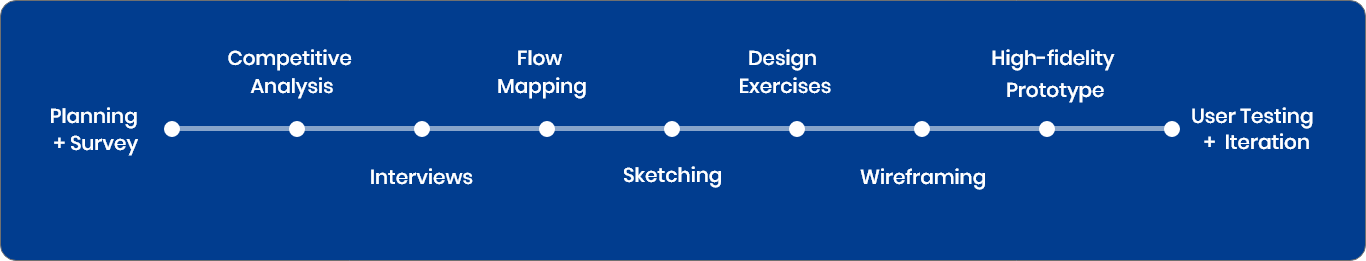 Planning
+ Survey
Competitive
Analysis
Interviews
Flow
Mapping
Sketching
Design
Exercises
Wireframing
High-fidelity
Prototype
User Testing
+ Iteration